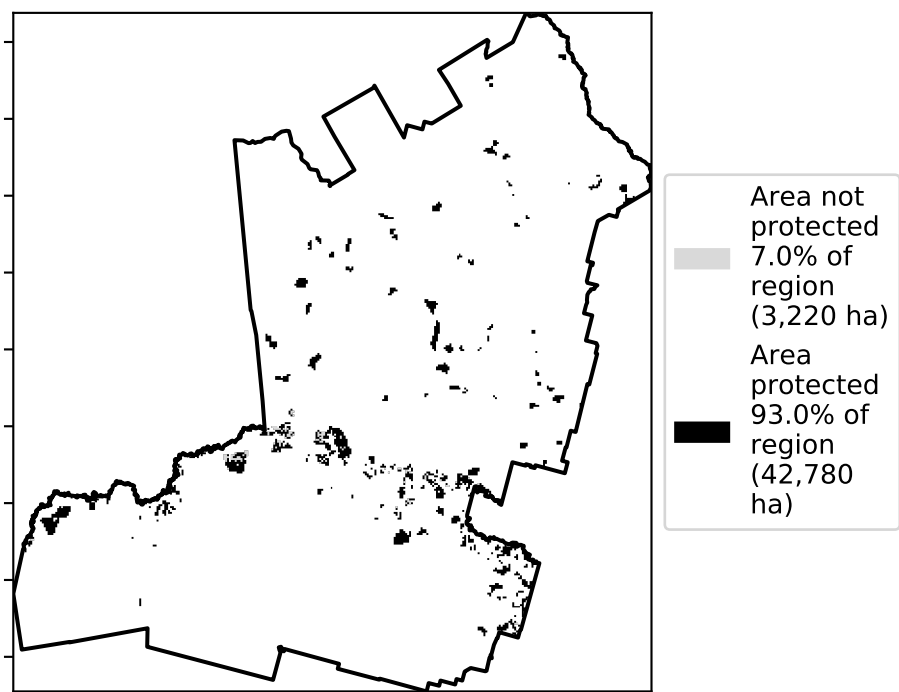 Area not
protected
7.0% of
region
(3,220 ha)
Area
protected
93.0% of
region
(42,780
ha)